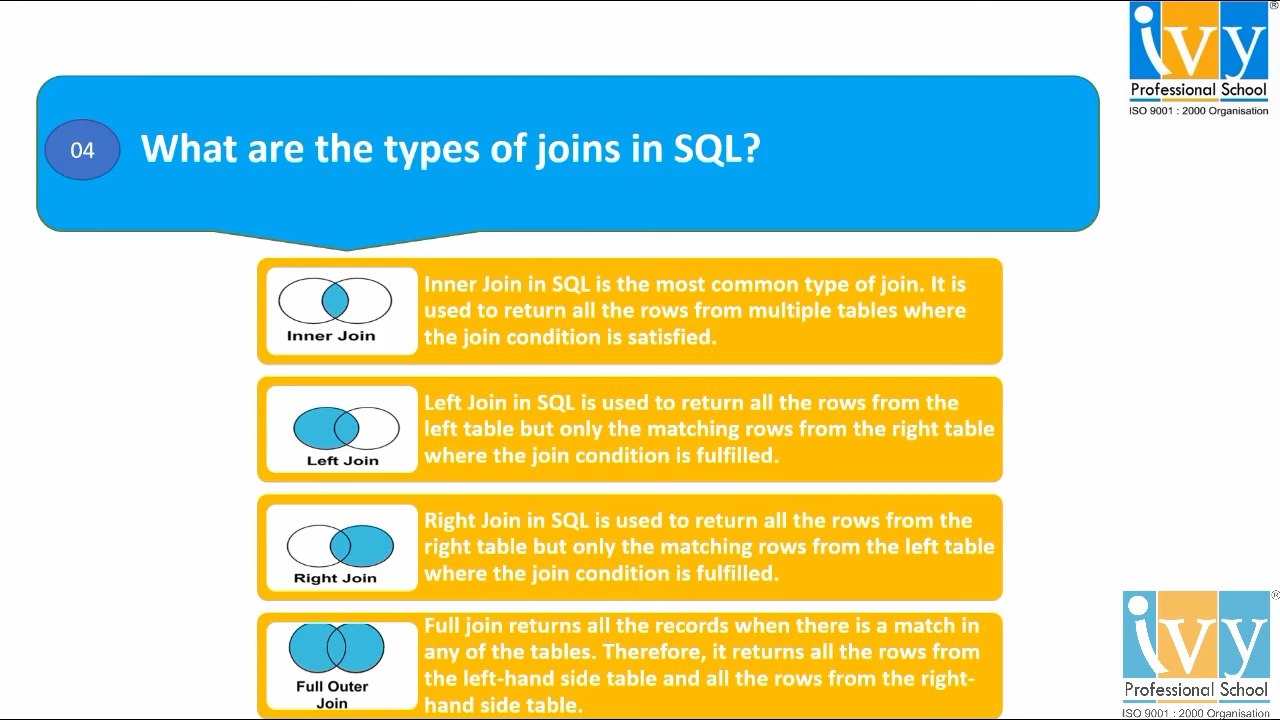 ivy
®
Professional School
ISO 9001 : 2000 Organisation
04
What are the types of joins in SQL?
Inner Join
Inner Join in SQL is the most common type of join. It is
used to return all the rows from multiple tables where
the join condition is satisfied.
Left Join
Left Join in SQL is used to return all the rows from the
left table but only the matching rows from the right table
where the join condition is fulfilled.
Right Join
Right Join in SQL is used to return all the rows from the
right table but only the matching rows from the left table
where the join condition is fulfilled.
Full Outer
Join
Full join returns all the records when there is a match in
any of the tables. Therefore, it returns all the rows from
the left-hand side table and all the rows from the right-
hand side table.
ivy
®
Professional School
ISO 9001 : 2000 Organisation